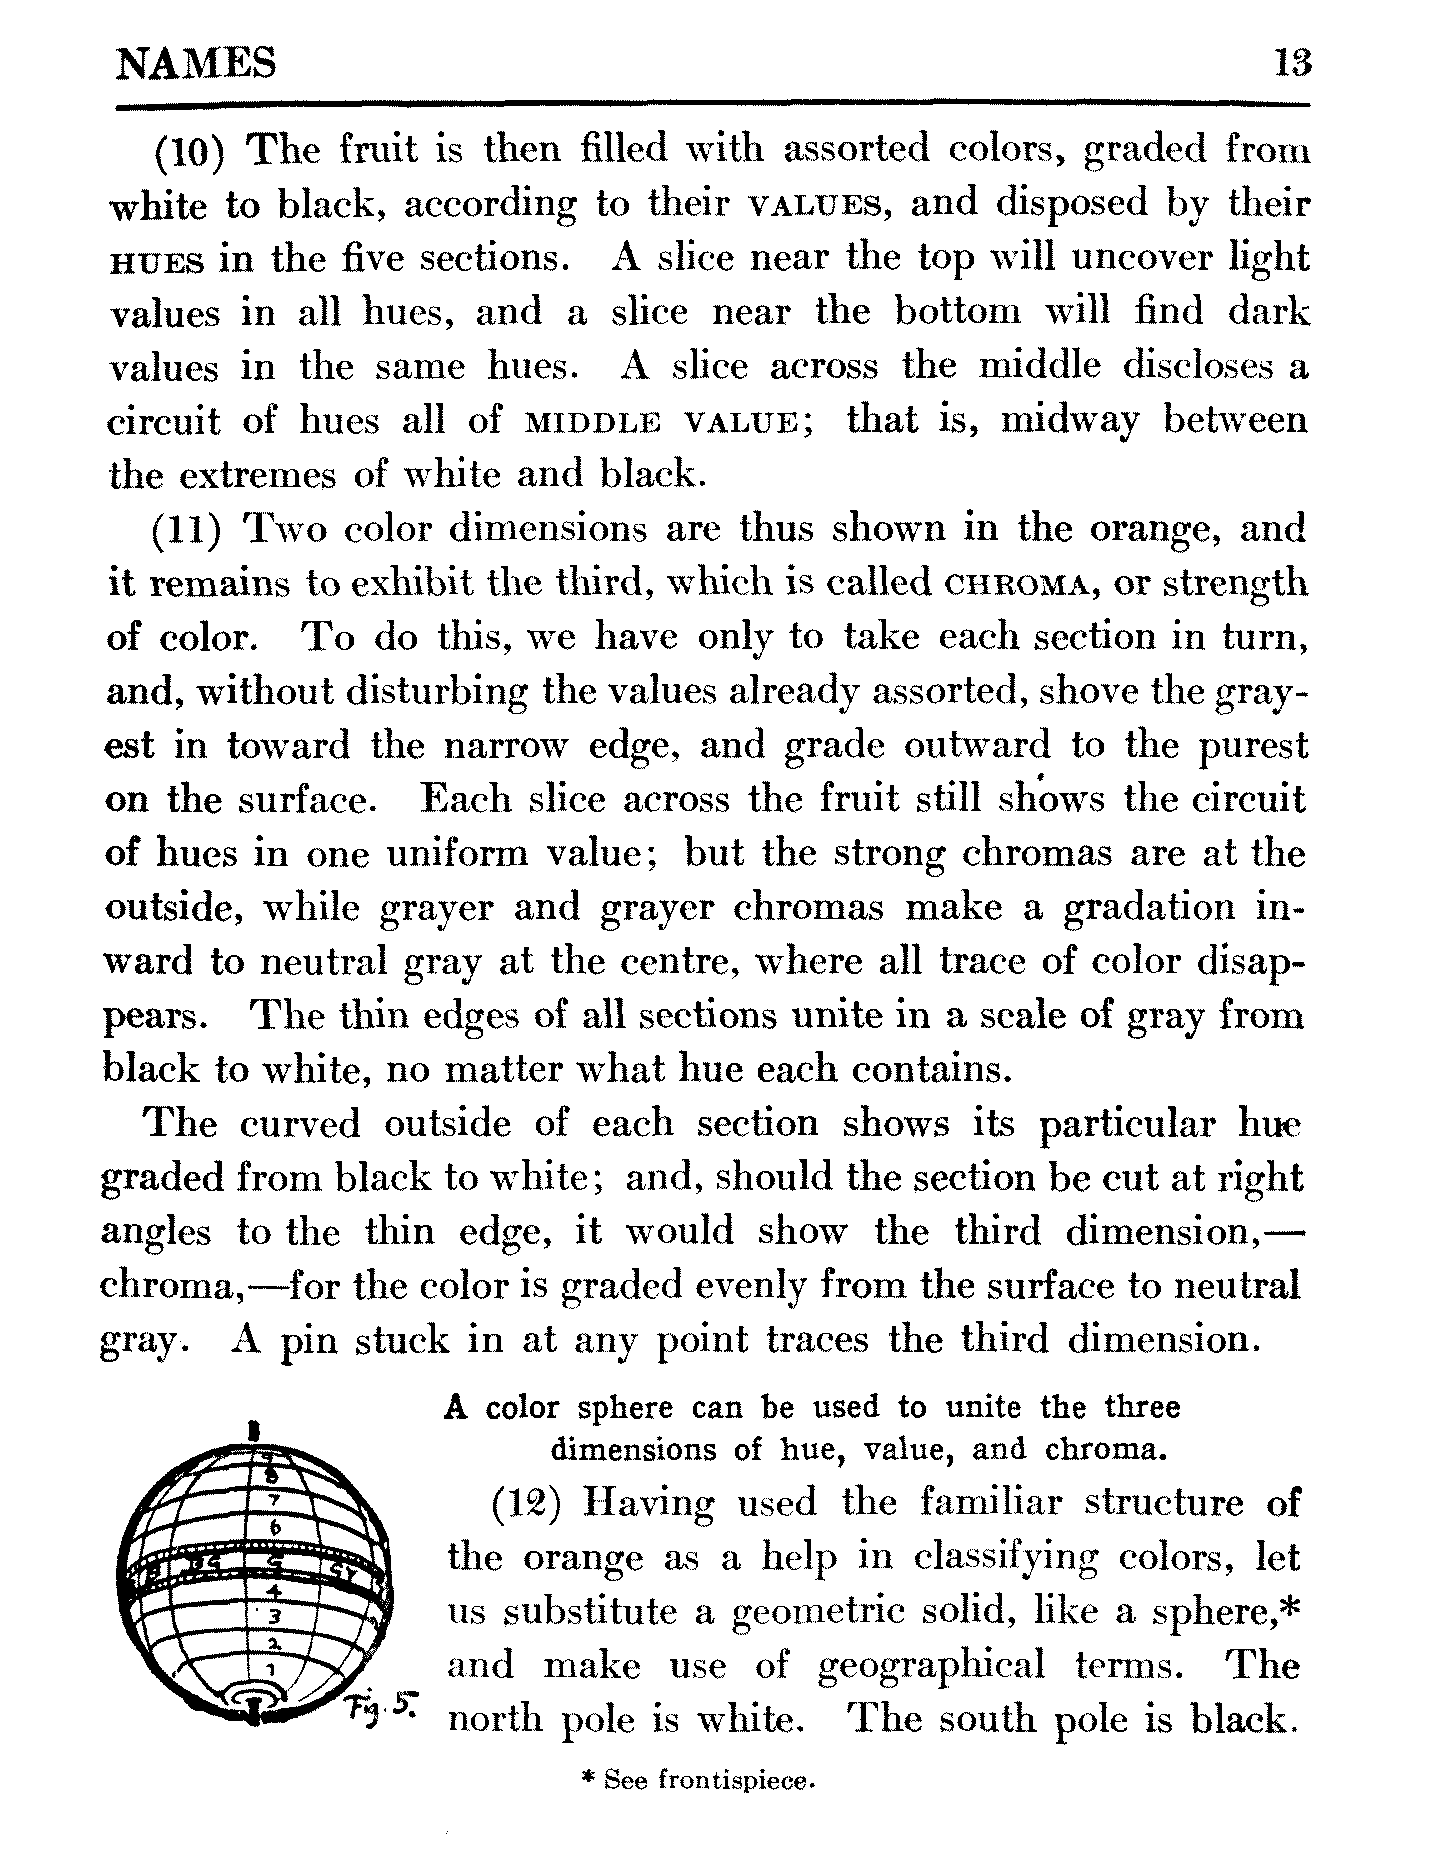 NAMES 13
(10) The fruit is then filled with assorted colors, graded from
white to black, according to their VALUES, and disposed by their
HUES in the five sections. A slice near the top will uncover light
values in all hues, and a slice near the bottom will find dark
values in the same hues. A slice across the middle discloses a
circuit of hues all of MIDDLE VALUE; that is, midway between
the extremes of white and black.
(11) Two color dimensions are thus shown in the orange, and
it remains to exhibit the third, which is called CHROMA, or strength
of color. To do this, we have only to take each section in turn,
and, without disturbing the values already assorted, shove the gray-
est in toward the narrow edge, and grade outward to the purest
on the surface. Each slice across the fruit still shows the circuit
of hues in one uniform value; but the strong chromas are at the
outside, while grayer and grayer chromas make a gradation in-
ward to neutral gray at the centre, where all trace of color disap-
pears. The thin edges of all sections unite in a scale of gray from
black to white, no matter what hue each contains.
The curved outside of each section shows its particular hue
graded from black to white; and, should the section be cut at right
angles to the thin edge, it would show the third dimension,—
chroma,—for the color is graded evenly from the surface to neutral
gray. A pin stuck in at any point traces the third dimension.
A color sphere can be used to unite the three
dimensions of hue, value, and chroma.
(12) Having used the familiar structure of
the orange as a help in classifying colors, let
us substitute a geometric solid, like a sphere,*
and make use of geographical terms. The
north pole is white. The south pole is black.
9
8
7
6
B BG G GY
4
3
2
1
Fig. 5.
* See frontispiece.